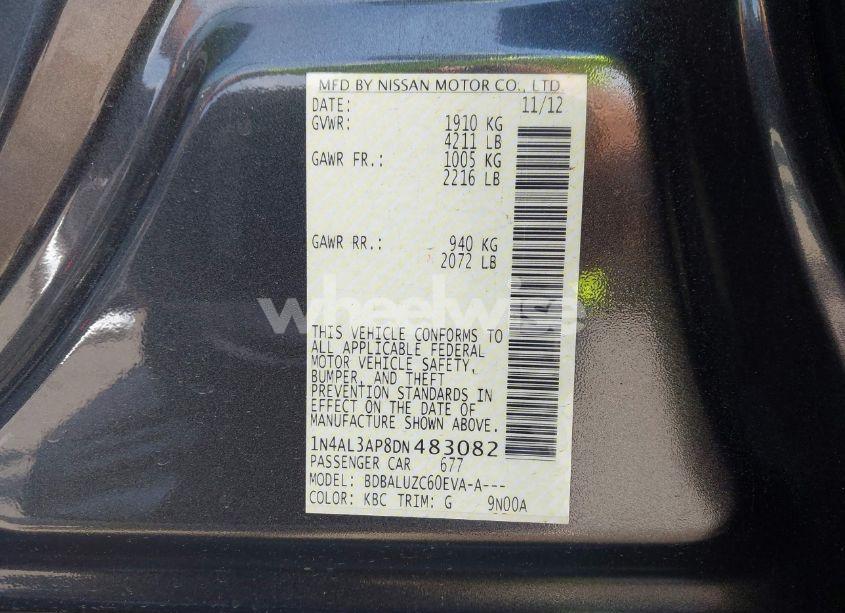 MFD BY NISSAN MOTOR CO., LTD
DATE: 11/12
GVWR: 1910 KG
4211 LB
GAWR FR.: 1005 KG
2216 LB
GAWR RR.: 940 KG
2072 LB
wheelwise
THIS VEHICLE CONFORMS TO
ALL APPLICABLE FEDERAL
MOTOR VEHICLE SAFETY,
BUMPER, AND THEFT
PREVENTION STANDARDS IN
EFFECT ON THE DATE OF
MANUFACTURE SHOWN ABOVE.
1N4AL3AP8DN483082
PASSENGER CAR 677
MODEL: BDBALUZC60EVA-A---
COLOR: KBC TRIM: G 9N00A